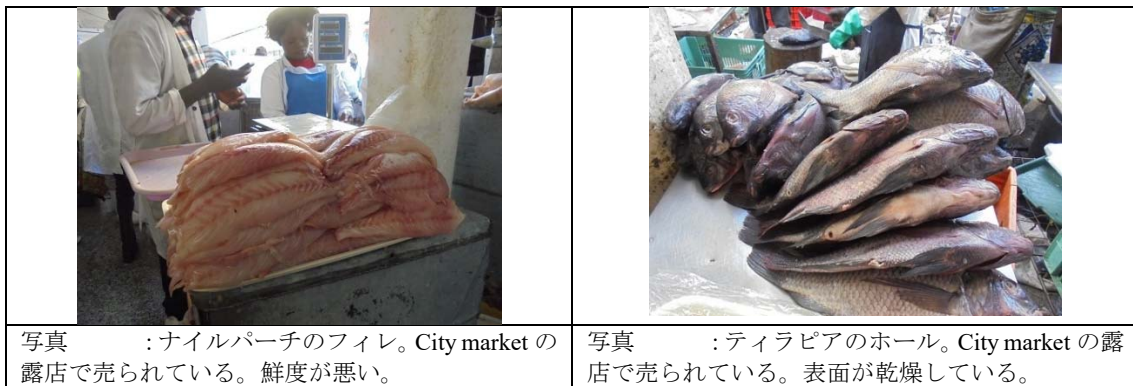 写真　　　：ナイルパーチのフィレ。City market の
露店で売られている。鮮度が悪い。
写真　　　：ティラピアのホール。City market の露
店で売られている。表面が乾燥している。